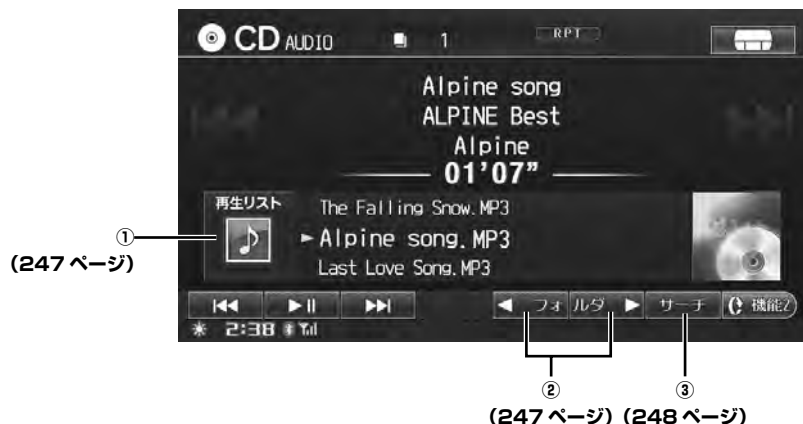 CD AUDIO 1 RPT
Alpine song
ALPINE Best
Alpine
01'07"
再生リスト
The Falling Snow.MP3
►Alpine song.MP3
Last Love Song.MP3
①
(247 ページ)
◄ フォルダ ► サーチ 機能2
2:38
② ③
(247 ページ) (248 ページ)